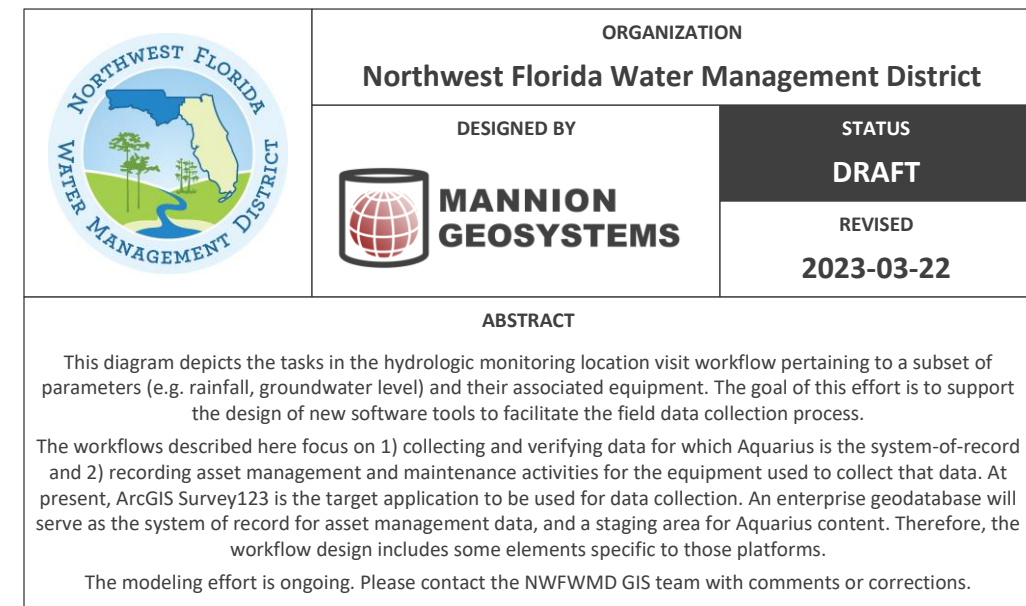 NORTHWEST FLORIDA
WATER MANAGEMENT DISTRICT
ORGANIZATION
Northwest Florida Water Management District
DESIGNED BY
MANNION
GEOSYSTEMS
STATUS
DRAFT
REVISED
2023-03-22
ABSTRACT
This diagram depicts the tasks in the hydrologic monitoring location visit workflow pertaining to a subset of
parameters (e.g. rainfall, groundwater level) and their associated equipment. The goal of this effort is to support
the design of new software tools to facilitate the field data collection process.
The workflows described here focus on 1) collecting and verifying data for which Aquarius is the system-of-record
and 2) recording asset management and maintenance activities for the equipment used to collect that data. At
present, ArcGIS Survey123 is the target application to be used for data collection. An enterprise geodatabase will
serve as the system of record for asset management data, and a staging area for Aquarius content. Therefore, the
workflow design includes some elements specific to those platforms.
The modeling effort is ongoing. Please contact the NWFWMD GIS team with comments or corrections.